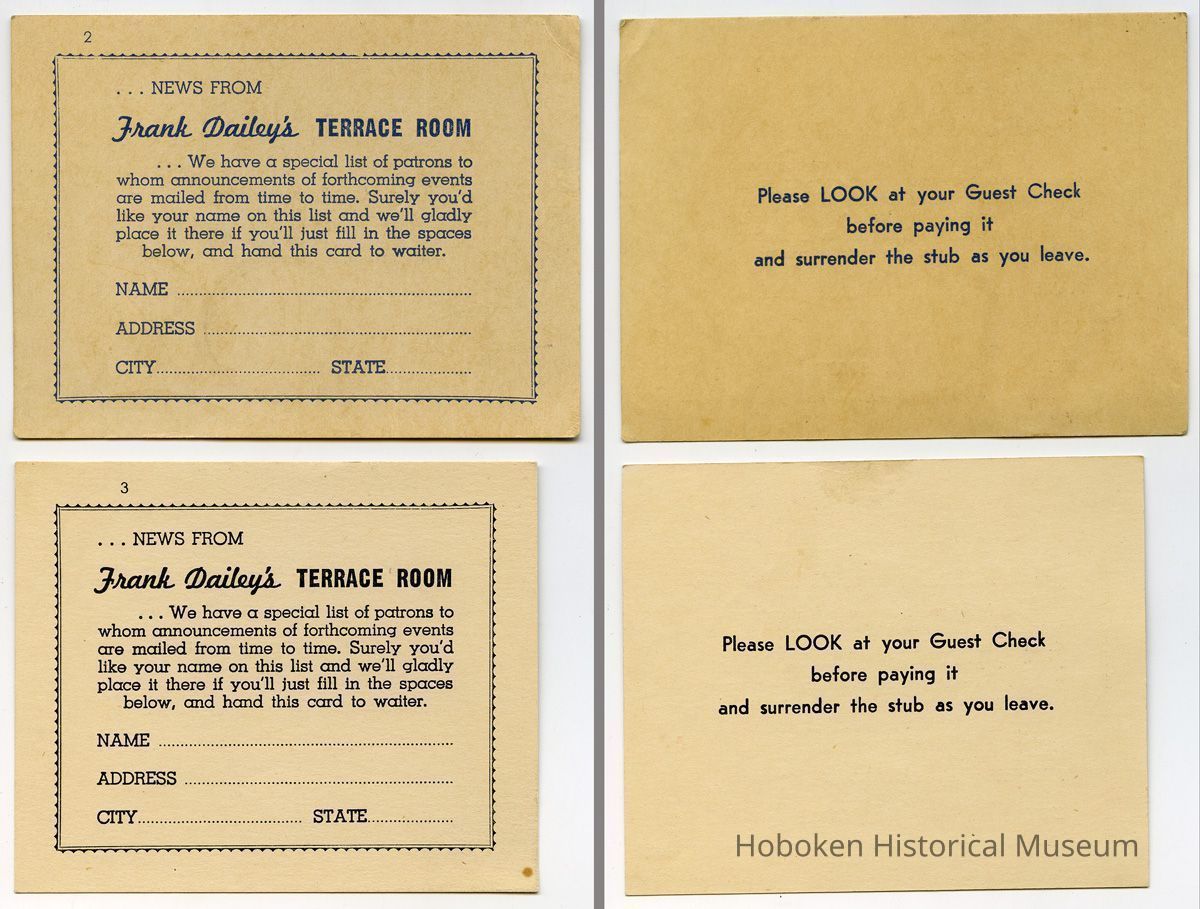 2
. . . NEWS FROM
Frank Dailey's TERRACE ROOM
. . . We have a special list of patrons to
whom announcements of forthcoming events
are mailed from time to time. Surely you'd
like your name on this list and we'll gladly
place it there if you'll just fill in the spaces
below, and hand this card to waiter.
NAME
ADDRESS
CITY STATE
Please LOOK at your Guest Check
before paying it
and surrender the stub as you leave.
3
. . . NEWS FROM
Frank Dailey's TERRACE ROOM
. . . We have a special list of patrons to
whom announcements of forthcoming events
are mailed from time to time. Surely you'd
like your name on this list and we'll gladly
place it there if you'll just fill in the spaces
below, and hand this card to waiter.
NAME
ADDRESS
CITY STATE
Please LOOK at your Guest Check
before paying it
and surrender the stub as you leave.
Hoboken Historical Museum